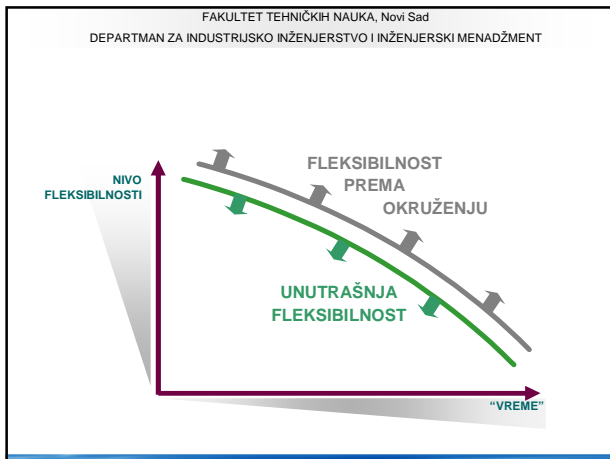 FAKULTET TEHNIČKIH NAUKA, Novi Sad
DEPARTMAN ZA INDUSTRIJSKO INŽENJERSTVO I INŽENJERSKI MENADŽMENT
NIVO
FLEKSIBILNOSTI
FLEKSIBILNOST
PREMA
OKRUŽENJU
UNUTRAŠNJA
FLEKSIBILNOST
“VREME”